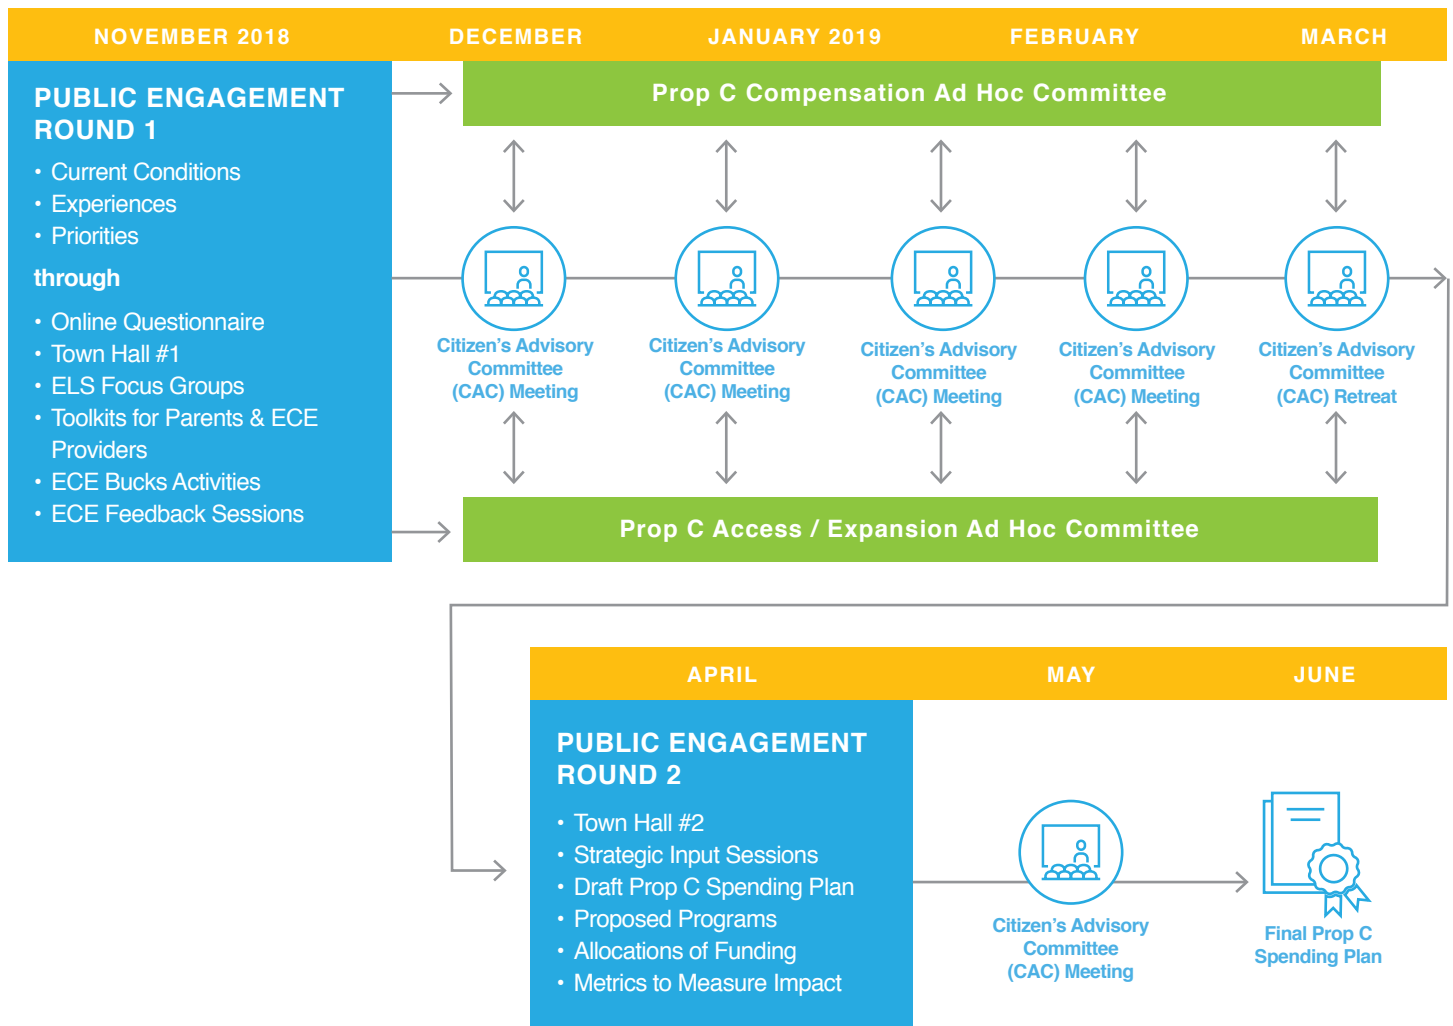 NOVEMBER 2018
DECEMBER
JANUARY 2019
FEBRUARY
MARCH
PUBLIC ENGAGEMENT
ROUND 1
• Current Conditions
• Experiences
• Priorities
through
• Online Questionnaire
• Town Hall #1
• ELS Focus Groups
• Toolkits for Parents & ECE
Providers
• ECE Bucks Activities
• ECE Feedback Sessions
Prop C Compensation Ad Hoc Committee
Citizen’s Advisory
Committee
(CAC) Meeting
Citizen’s Advisory
Committee
(CAC) Meeting
Citizen’s Advisory
Committee
(CAC) Meeting
Citizen’s Advisory
Committee
(CAC) Meeting
Citizen’s Advisory
Committee
(CAC) Retreat
Prop C Access / Expansion Ad Hoc Committee
APRIL
MAY
JUNE
PUBLIC ENGAGEMENT
ROUND 2
• Town Hall #2
• Strategic Input Sessions
• Draft Prop C Spending Plan
• Proposed Programs
• Allocations of Funding
• Metrics to Measure Impact
Citizen’s Advisory
Committee
(CAC) Meeting
Final Prop C
Spending Plan